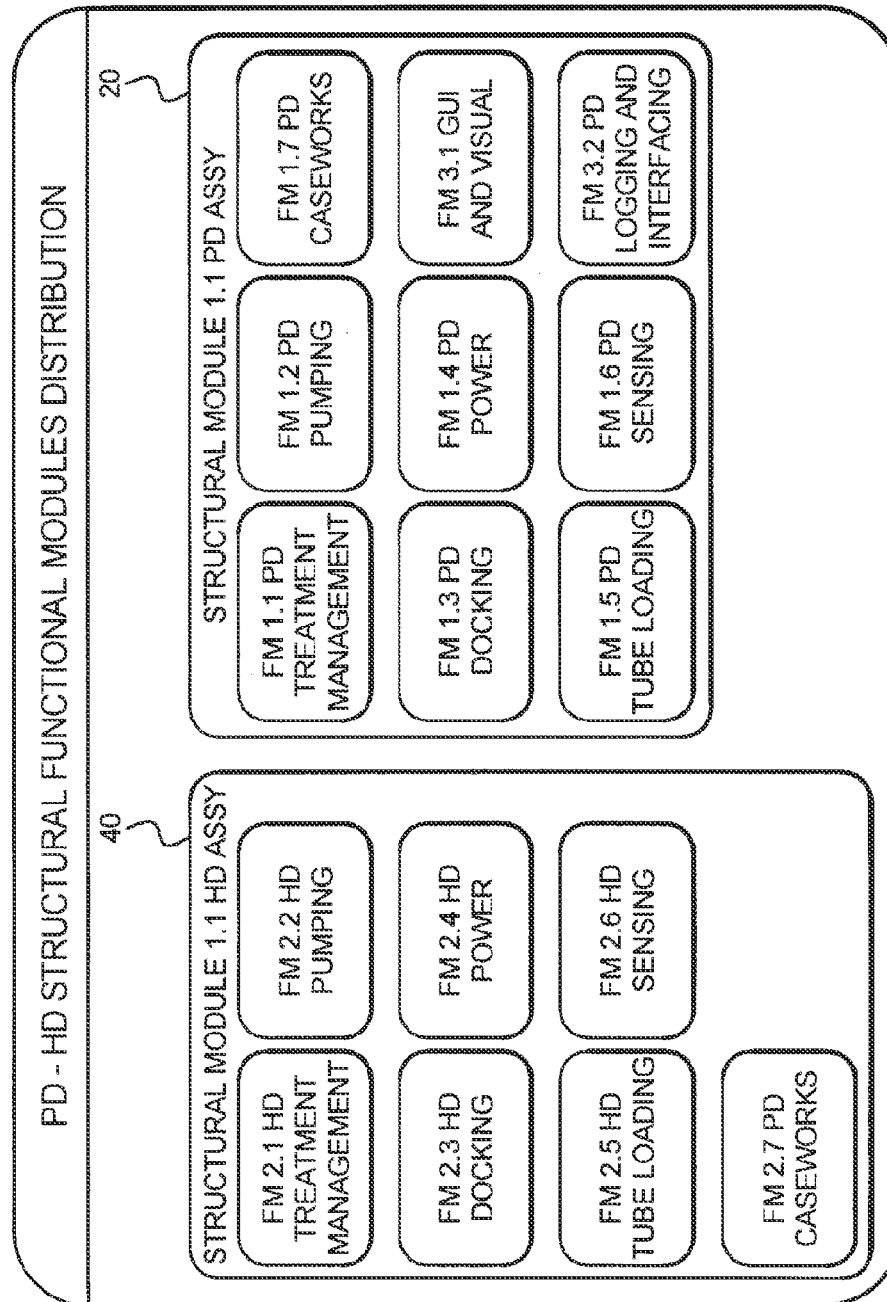 PD - HD STRUCTURAL FUNCTIONAL MODULES DISTRIBUTION
40
STRUCTURAL MODULE 1.1 HD ASSY
FM 2.1 HD
TREATMENT
MANAGEMENT
FM 2.2 HD
PUMPING
FM 2.3 HD
DOCKING
FM 2.4 HD
POWER
FM 2.5 HD
TUBE LOADING
FM 2.6 HD
SENSING
FM 2.7 PD
CASEWORKS
20
STRUCTURAL MODULE 1.1 PD ASSY
FM 1.1 PD
TREATMENT
MANAGEMENT
FM 1.2 PD
PUMPING
FM 1.7 PD
CASEWORKS
FM 1.3 PD
DOCKING
FM 1.4 PD
POWER
FM 3.1 GUI
AND VISUAL
FM 1.5 PD
TUBE LOADING
FM 1.6 PD
SENSING
FM 3.2 PD
LOGGING AND
INTERFACING